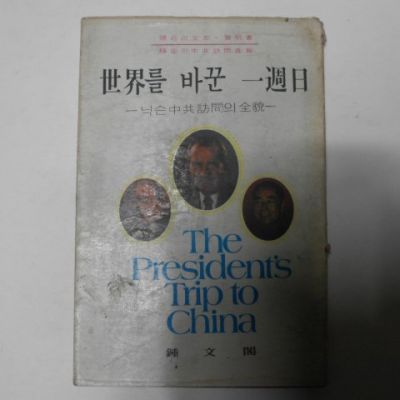 世界를 바꾼 一週日
─닉슨中共訪問의 全貌─
The
President's
Trip to
China
鍾 文 閣